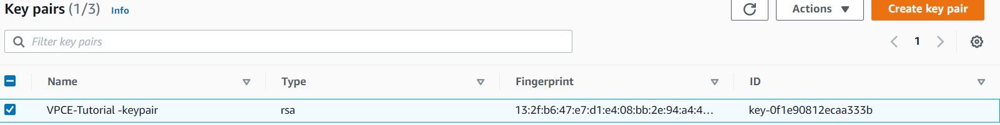 Key pairs (1/3) Info Actions Create key pair
Filter key pairs 1
Name Type Fingerprint ID
VPCE-Tutorial -keypair rsa 13:2f:b6:47:e7:d1:e4:08:bb:2e:94:a4:4... key-0f1e90812ecaa333b